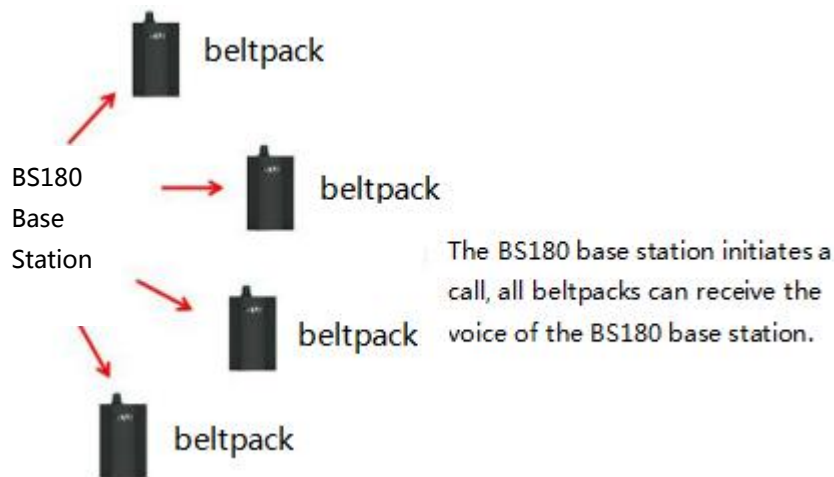 beltpack
BS180
Base
Station
beltpack
The BS180 base station initiates a
call, all beltpacks can receive the
voice of the BS180 base station.
beltpack
beltpack